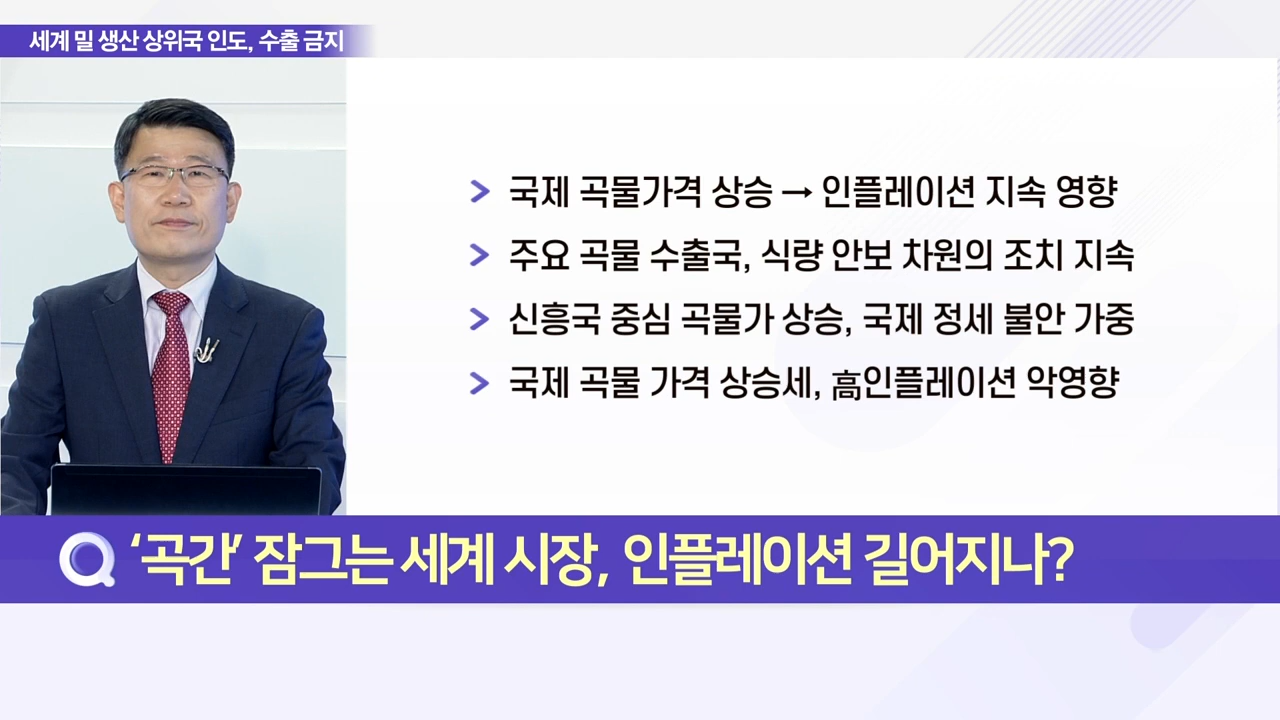 세계 밀 생산 상위국 인도, 수출 금지
> 국제 곡물가격 상승 → 인플레이션 지속 영향
> 주요 곡물 수출국, 식량 안보 차원의 조치 지속
> 신흥국 중심 곡물가 상승, 국제 정세 불안 가중
> 국제 곡물 가격 상승세, 高인플레이션 악영향
Q ‘곡간’ 잠그는 세계 시장, 인플레이션 길어지나?